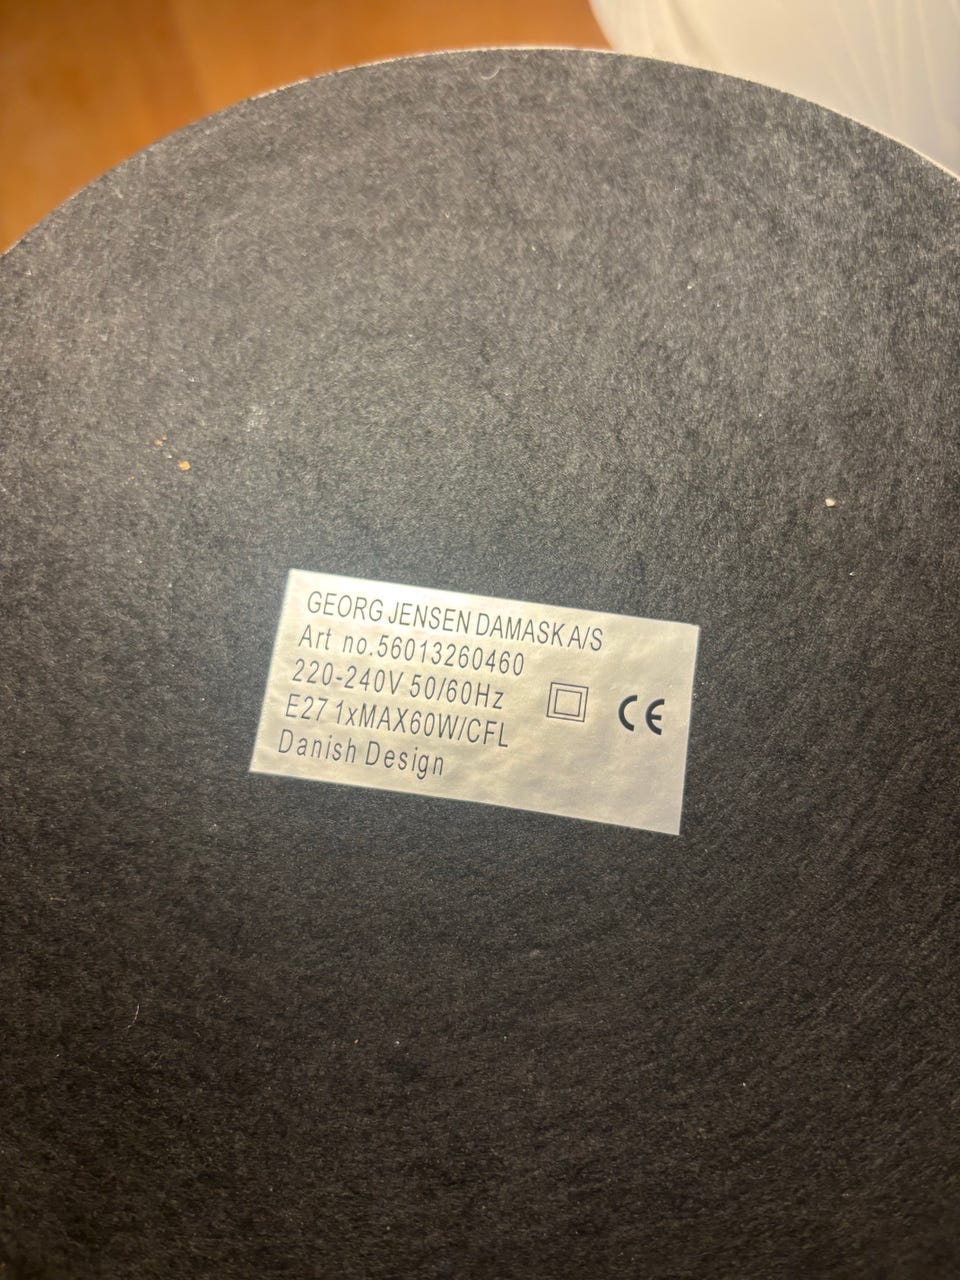 GEORG JENSEN DAMASK A/S
Art no.56013260460
220-240V 50/60Hz
E27 1xMAX60W/CFL
Danish Design
CE